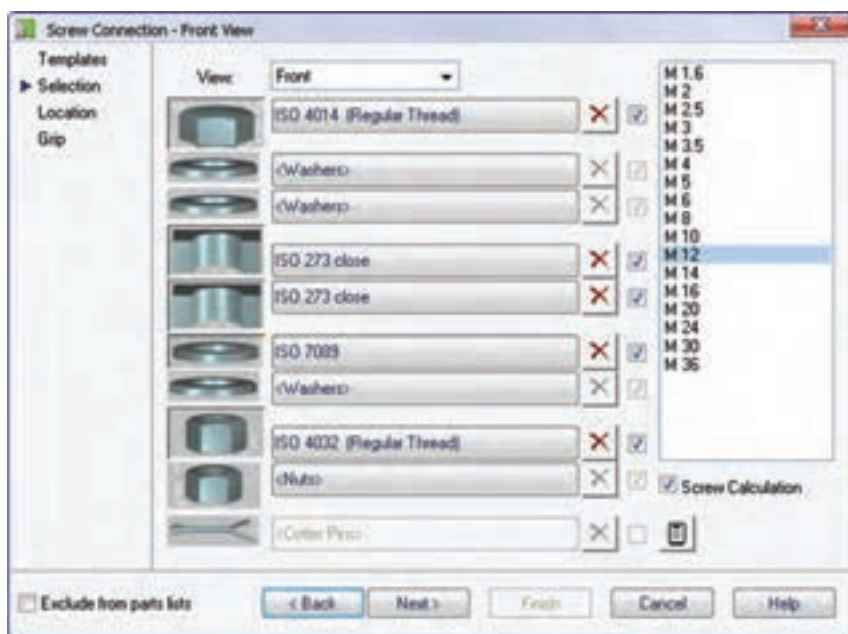 Screw Connection - Front View
Templates
Selection
Location
Grip
View: Front
ISO 4014 (Regular Thread)
<Washers>
<Washers>
ISO 273 close
ISO 273 close
ISO 7089
<Washers>
ISO 4032 (Regular Thread)
<Nuts>
<Cotter Pins>
M 1.6
M 2
M 2.5
M 3
M 3.5
M 4
M 5
M 6
M 8
M 10
M 12
M 14
M 16
M 20
M 24
M 30
M 36
Screw Calculation
Exclude from parts lists
< Back
Next >
Finish
Cancel
Help